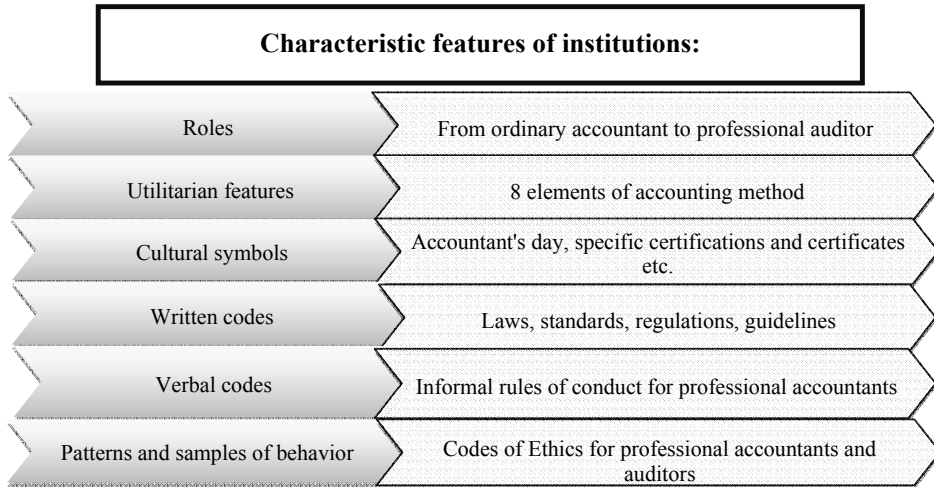 Characteristic features of institutions:
Roles
From ordinary accountant to professional auditor
Utilitarian features
8 elements of accounting method
Cultural symbols
Accountant's day, specific certifications and certificates
etc.
Written codes
Laws, standards, regulations, guidelines
Verbal codes
Informal rules of conduct for professional accountants
Patterns and samples of behavior
Codes of Ethics for professional accountants and
auditors